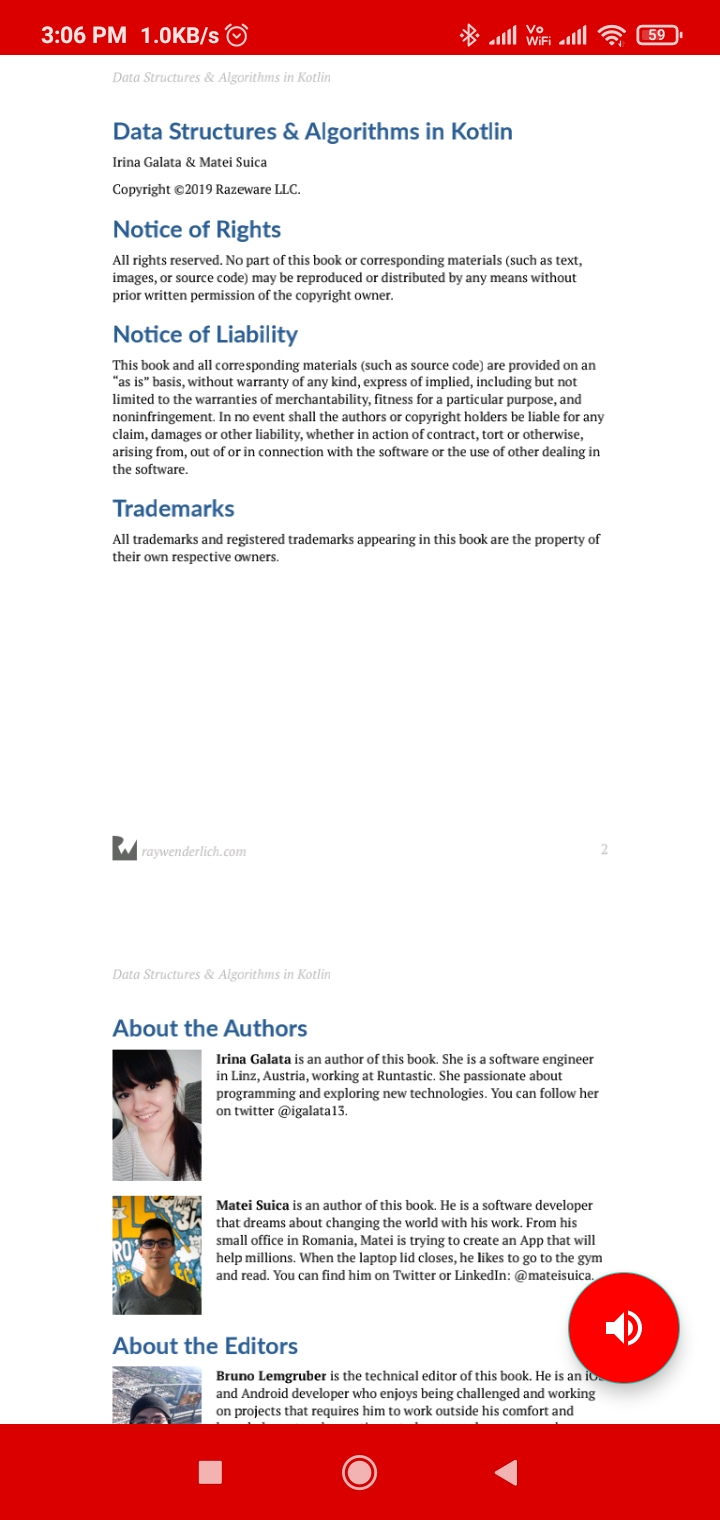 3:06 PM 1.0KB/s Vo WiFi 59
Data Structures & Algorithms in Kotlin
Data Structures & Algorithms in Kotlin
Irina Galata & Matei Suica
Copyright ©2019 Razeware LLC.
Notice of Rights
All rights reserved. No part of this book or corresponding materials (such as text,
images, or source code) may be reproduced or distributed by any means without
prior written permission of the copyright owner.
Notice of Liability
This book and all corresponding materials (such as source code) are provided on an
“as is” basis, without warranty of any kind, express of implied, including but not
limited to the warranties of merchantability, fitness for a particular purpose, and
noninfringement. In no event shall the authors or copyright holders be liable for any
claim, damages or other liability, whether in action of contract, tort or otherwise,
arising from, out of or in connection with the software or the use of other dealing in
the software.
Trademarks
All trademarks and registered trademarks appearing in this book are the property of
their own respective owners.
raywenderlich.com 2
Data Structures & Algorithms in Kotlin
About the Authors
Irina Galata is an author of this book. She is a software engineer
in Linz, Austria, working at Runtastic. She passionate about
programming and exploring new technologies. You can follow her
on twitter @igalata13.
Matei Suica is an author of this book. He is a software developer
that dreams about changing the world with his work. From his
small office in Romania, Matei is trying to create an App that will
help millions. When the laptop lid closes, he likes to go to the gym
and read. You can find him on Twitter or LinkedIn: @mateisuica.
About the Editors
Bruno Lemgruber is the technical editor of this book. He is an
and Android developer who enjoys being challenged and working
on projects that requires him to work outside his comfort and